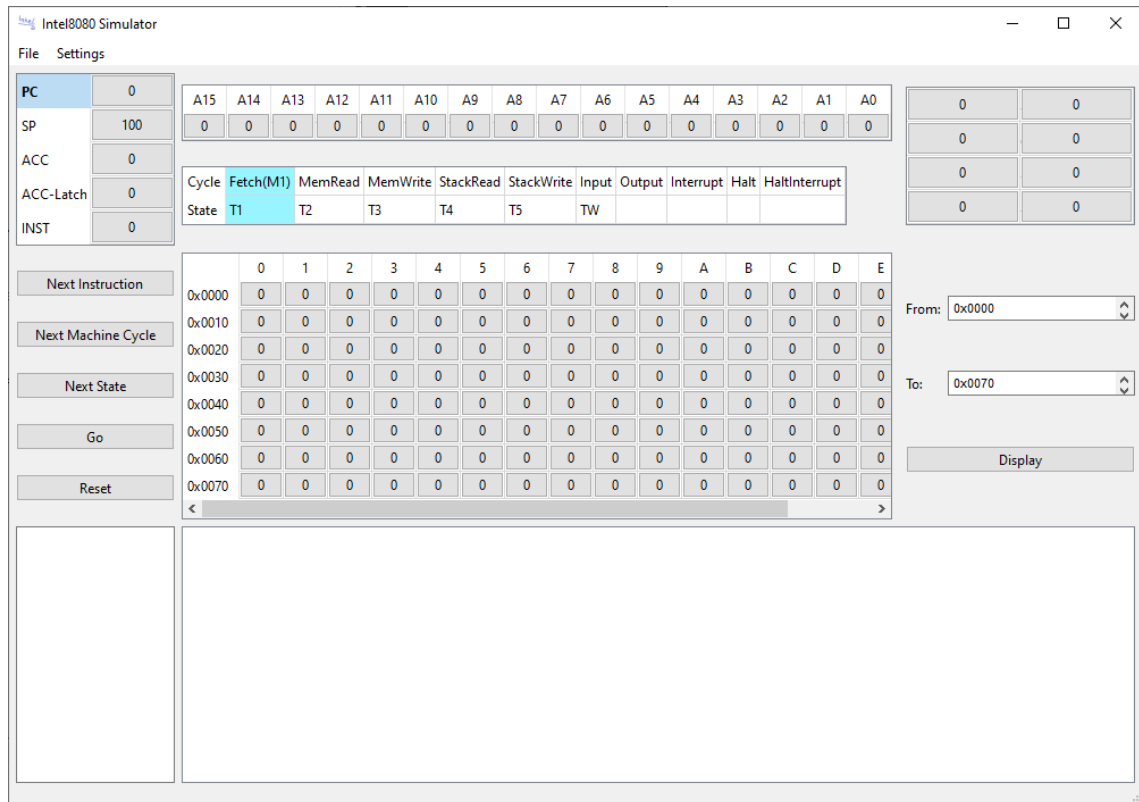 Intel8080 Simulator
File Settings
PC 0
SP 100
ACC 0
ACC-Latch 0
INST 0
A15 A14 A13 A12 A11 A10 A9 A8 A7 A6 A5 A4 A3 A2 A1 A0
0 0 0 0 0 0 0 0 0 0 0 0 0 0 0 0
Cycle Fetch(M1) MemRead MemWrite StackRead StackWrite Input Output Interrupt Halt HaltInterrupt
State T1 T2 T3 T4 T5 TW
0 0
0 0
0 0
0 0
Next Instruction
Next Machine Cycle
Next State
Go
Reset
0 1 2 3 4 5 6 7 8 9 A B C D E
0x0000 0 0 0 0 0 0 0 0 0 0 0 0 0 0 0
0x0010 0 0 0 0 0 0 0 0 0 0 0 0 0 0 0
0x0020 0 0 0 0 0 0 0 0 0 0 0 0 0 0 0
0x0030 0 0 0 0 0 0 0 0 0 0 0 0 0 0 0
0x0040 0 0 0 0 0 0 0 0 0 0 0 0 0 0 0
0x0050 0 0 0 0 0 0 0 0 0 0 0 0 0 0 0
0x0060 0 0 0 0 0 0 0 0 0 0 0 0 0 0 0
0x0070 0 0 0 0 0 0 0 0 0 0 0 0 0 0 0
From: 0x0000
To: 0x0070
Display